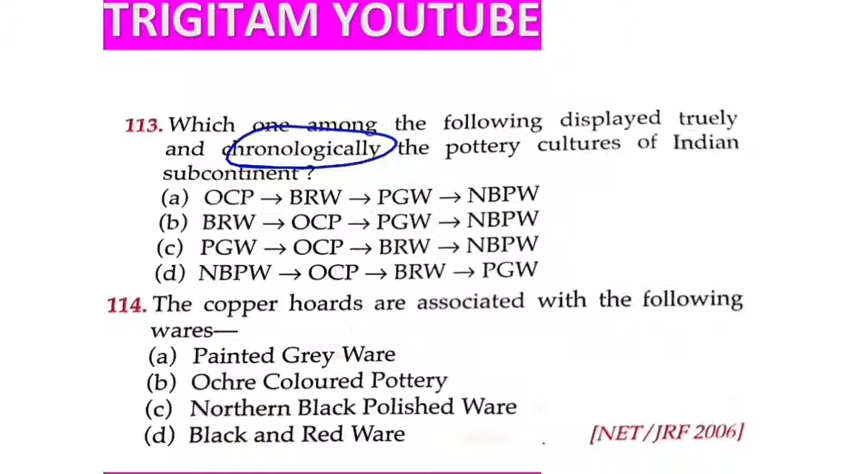 TRIGITAM YOUTUBE
113. Which one among the following displayed truely
and chronologically the pottery cultures of Indian
subcontinent ?
(a) OCP → BRW → PGW → NBPW
(b) BRW → OCP → PGW → NBPW
(c) PGW → OCP → BRW → NBPW
(d) NBPW → OCP → BRW → PGW
114. The copper hoards are associated with the following
wares—
(a) Painted Grey Ware
(b) Ochre Coloured Pottery
(c) Northern Black Polished Ware
(d) Black and Red Ware
[NET/JRF 2006]